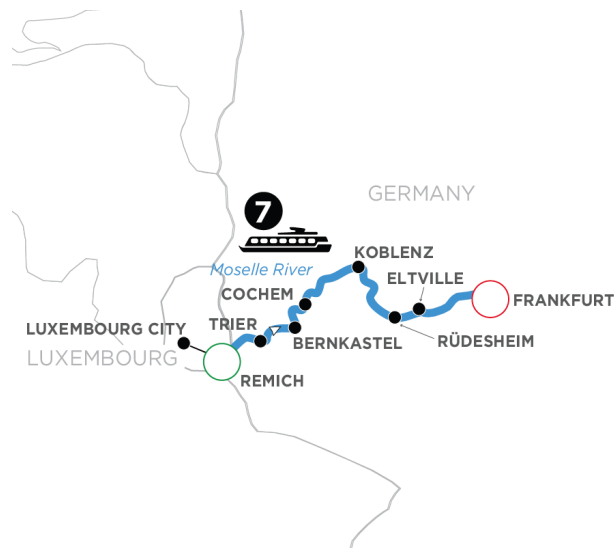 GERMANY
7
KOBLENZ
Moselle River
ELTVILLE
COCHEM
FRANKFURT
LUXEMBOURG CITY
TRIER
BERNKASTEL
RÜDESHEIM
LUXEMBOURG
REMICH